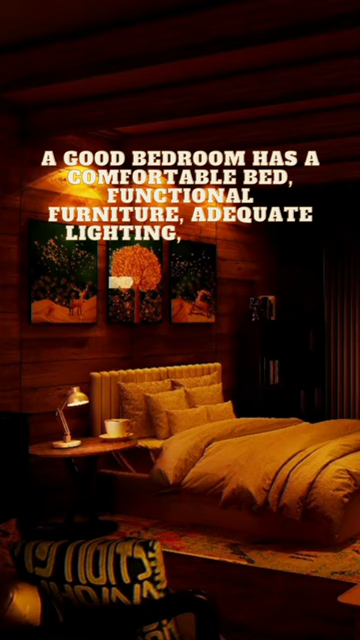 A GOOD BEDROOM HAS A
COMFORTABLE BED,
FUNCTIONAL
FURNITURE, ADEQUATE
LIGHTING,